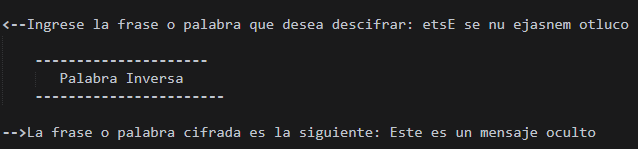 <--Ingrese la frase o palabra que desea descifrar: etsE se nu ejasnem otluco
---------------------
Palabra Inversa
-----------------------
-->La frase o palabra cifrada es la siguiente: Este es un mensaje oculto